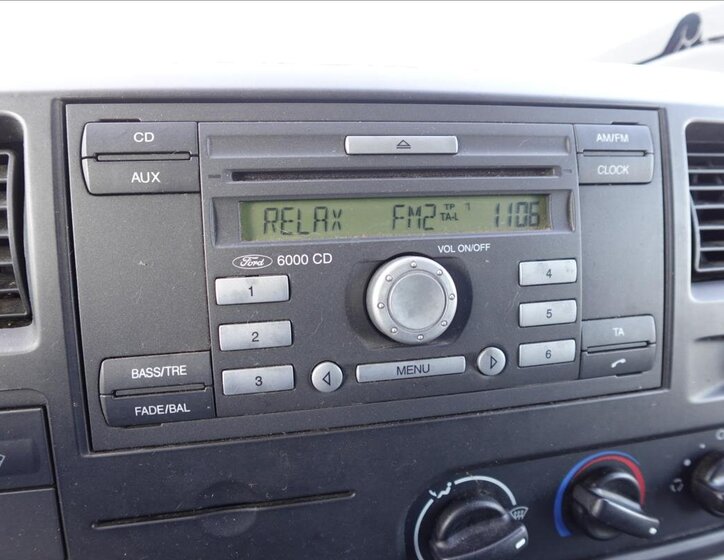 CD
AUX
AM/FM
CLOCK
RELAX FM2 TP TA-L 1106
Ford 6000 CD
VOL ON/OFF
1
2
3
4
5
6
MENU
BASS/TRE
FADE/BAL
TA